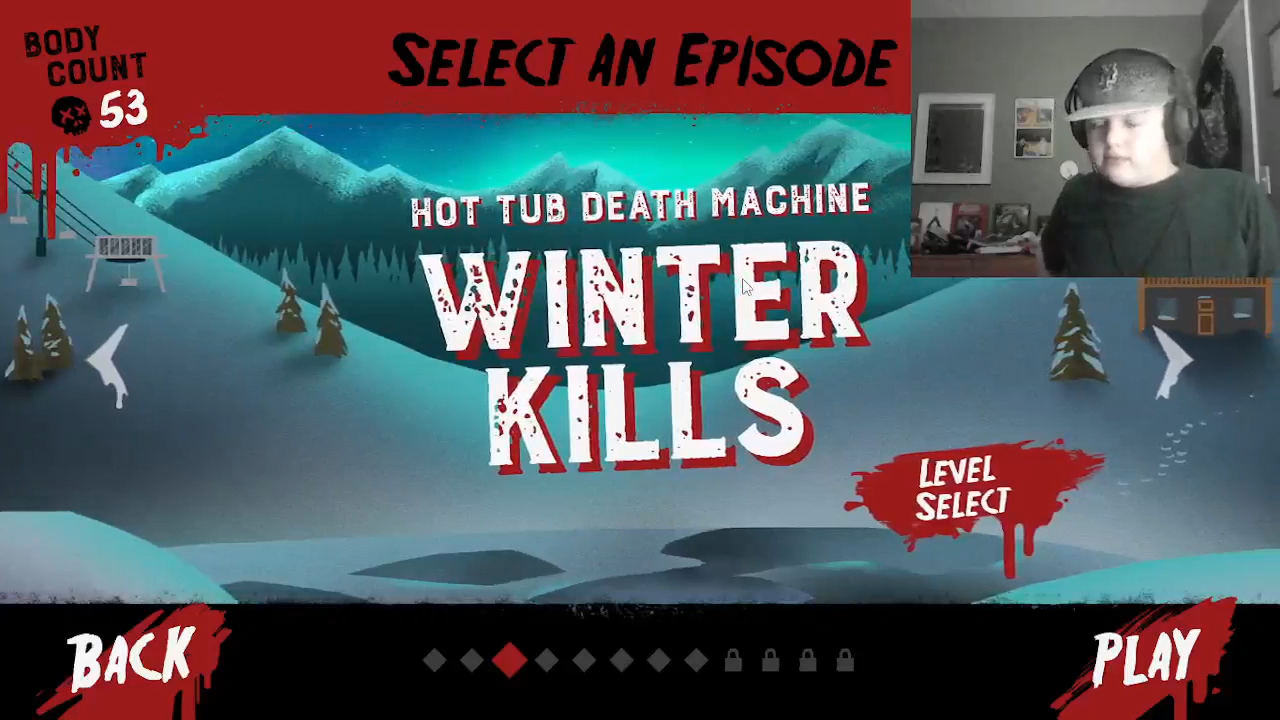 BODY
COUNT
53
SELECT AN EPISODE
HOT TUB DEATH MACHINE
WINTER
KILLS
LEVEL
SELECT
BACK
PLAY